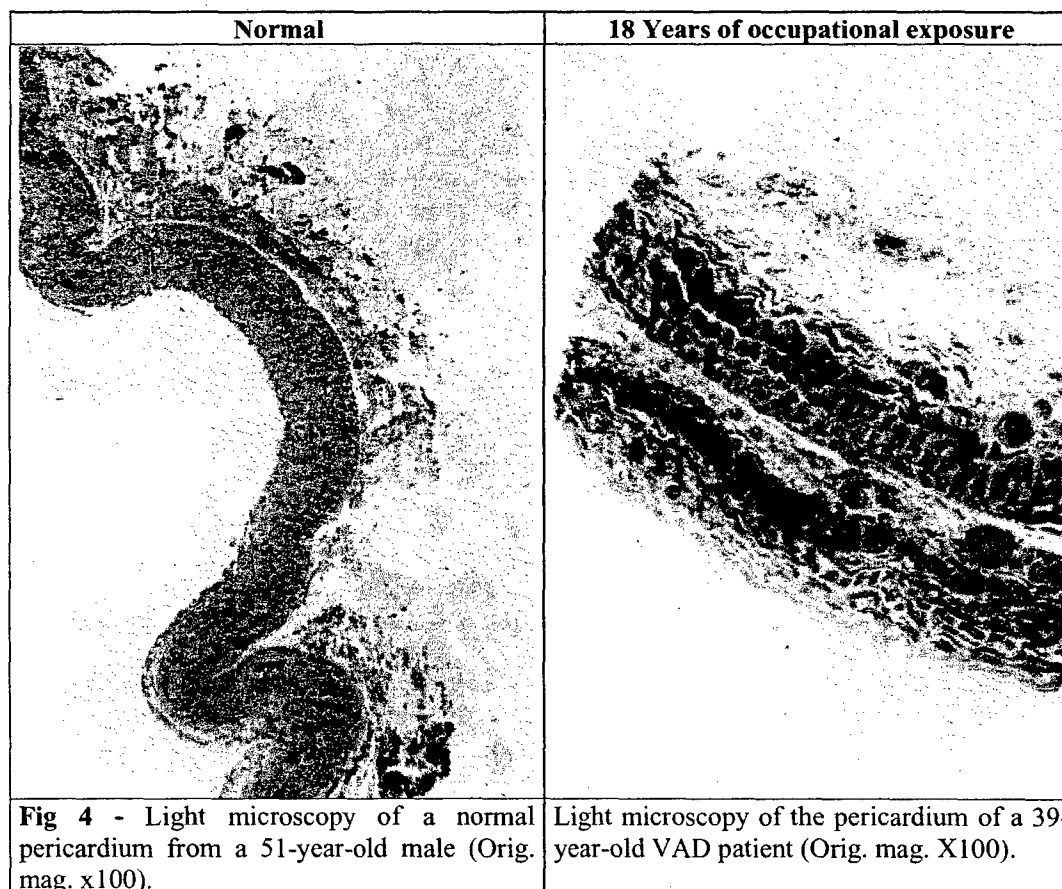 Normal
18 Years of occupational exposure
Fig 4 - Light microscopy of a normal
pericardium from a 51-year-old male (Orig.
mag. x100).
Light microscopy of the pericardium of a 39-
year-old VAD patient (Orig. mag. X100).